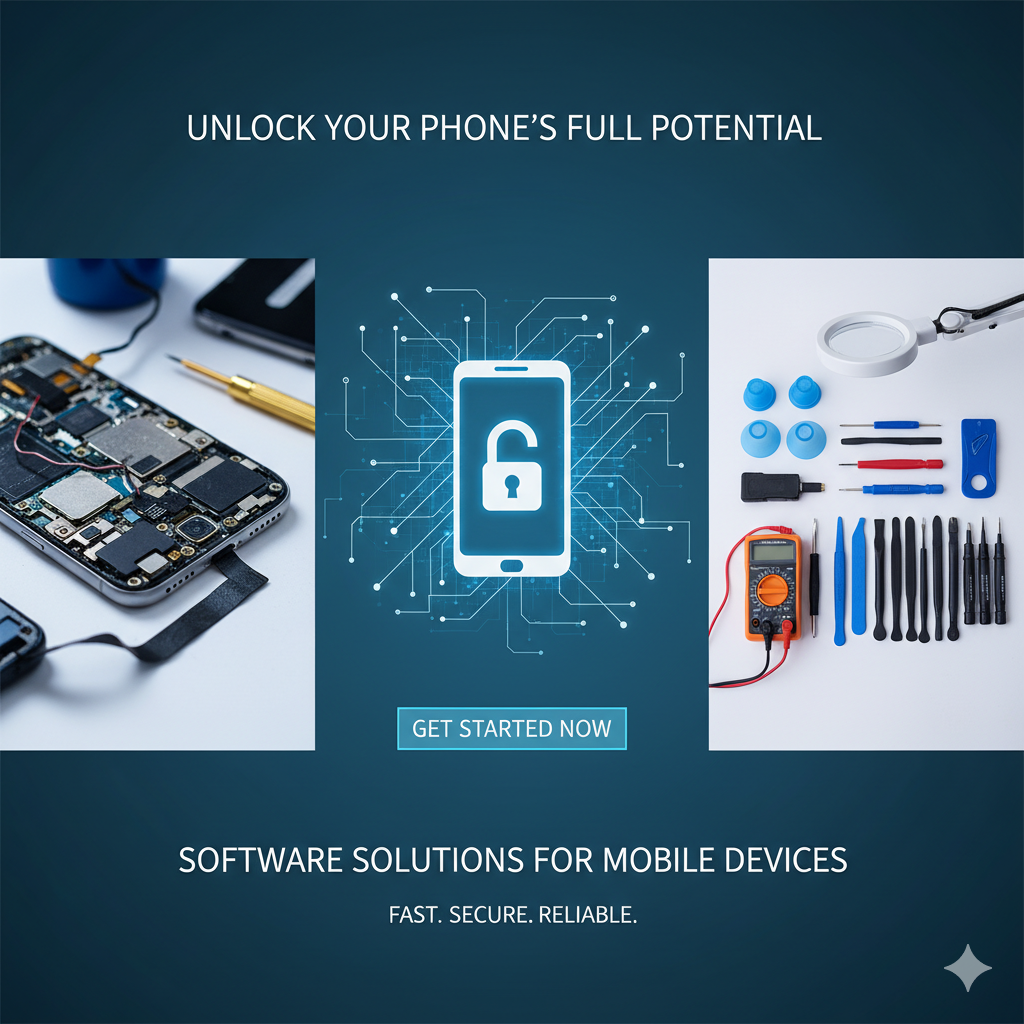 UNLOCK YOUR PHONE’S FULL POTENTIAL
GET STARTED NOW
SOFTWARE SOLUTIONS FOR MOBILE DEVICES
FAST. SECURE. RELIABLE.